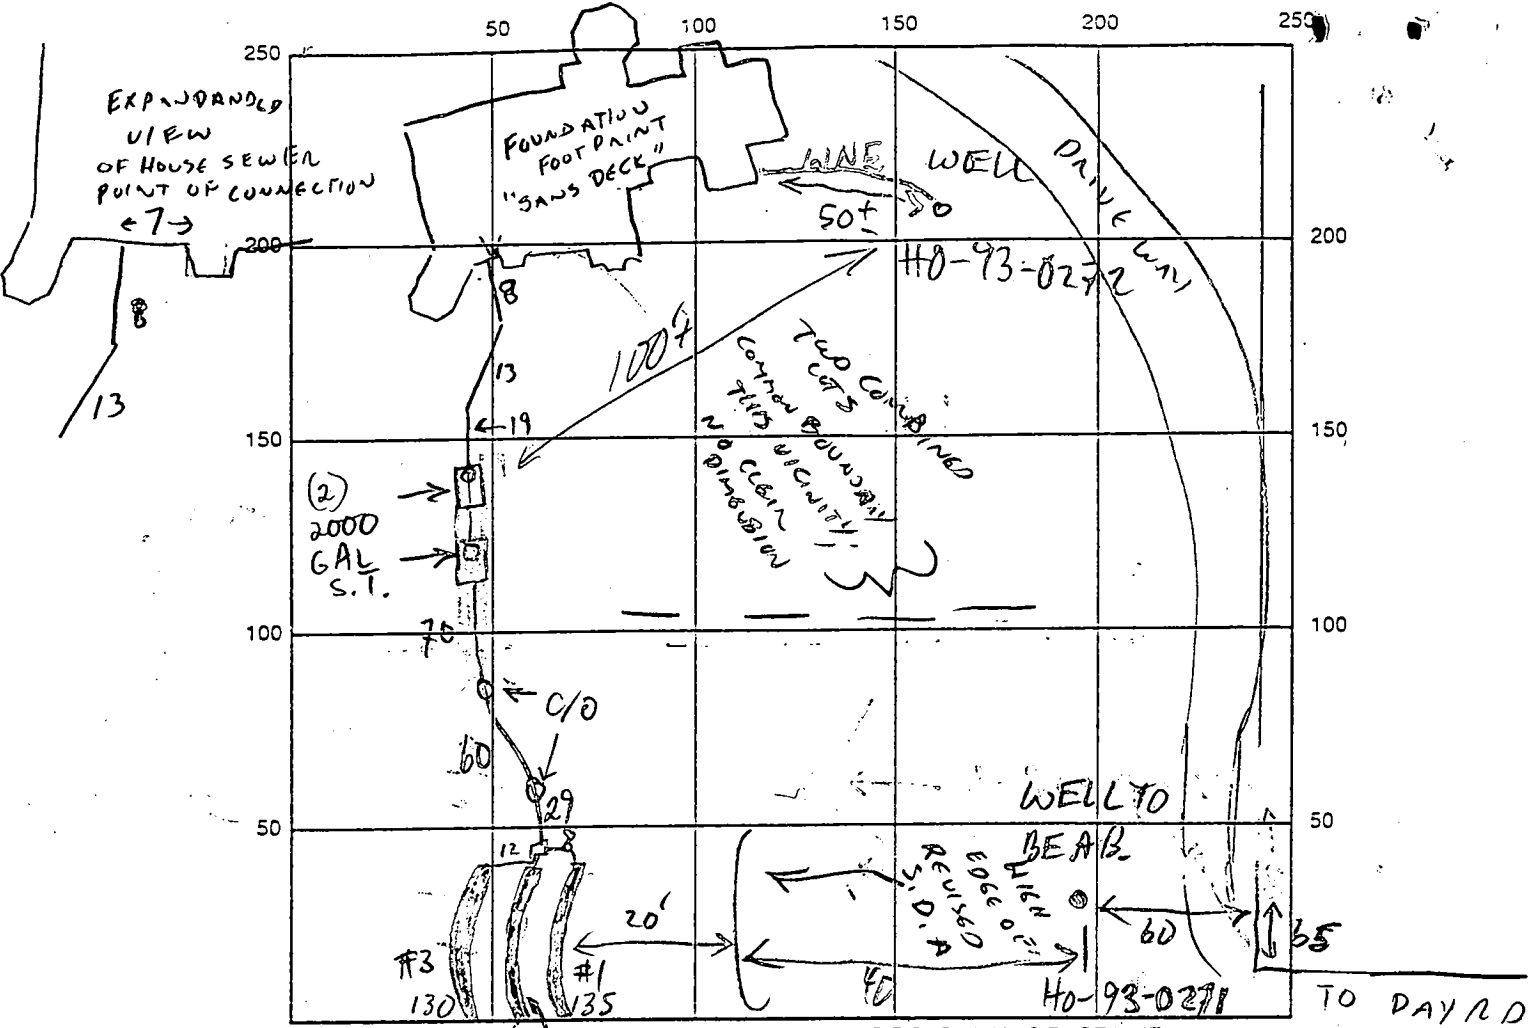 50 100 150 200 250
250
EXPANDANDED
VIEW
OF HOUSE SEWER
POINT OF CONNECTION
7
8
13
FOUNDATION
FOOTPRINT
"SANS DECK"
LINE
WELL
DRIVE WAY
50±
HO-93-0272
200 200
8
13
←19
100'±
TWO COMBINED
LOTS
COMMON BOUNDARY
THIS VICINITY,
NO CLEAR
DIMENSION
150 150
(2)
2000
GAL
S.T.
70
100 100
C/O
60
29
50 50
12 8
WELL TO
BE AB.
HIGH
EDGE OF
REVISED
S.D.A
20'
60
65
#3
130
#1
135
40
HO-93-0271
TO DAY RD